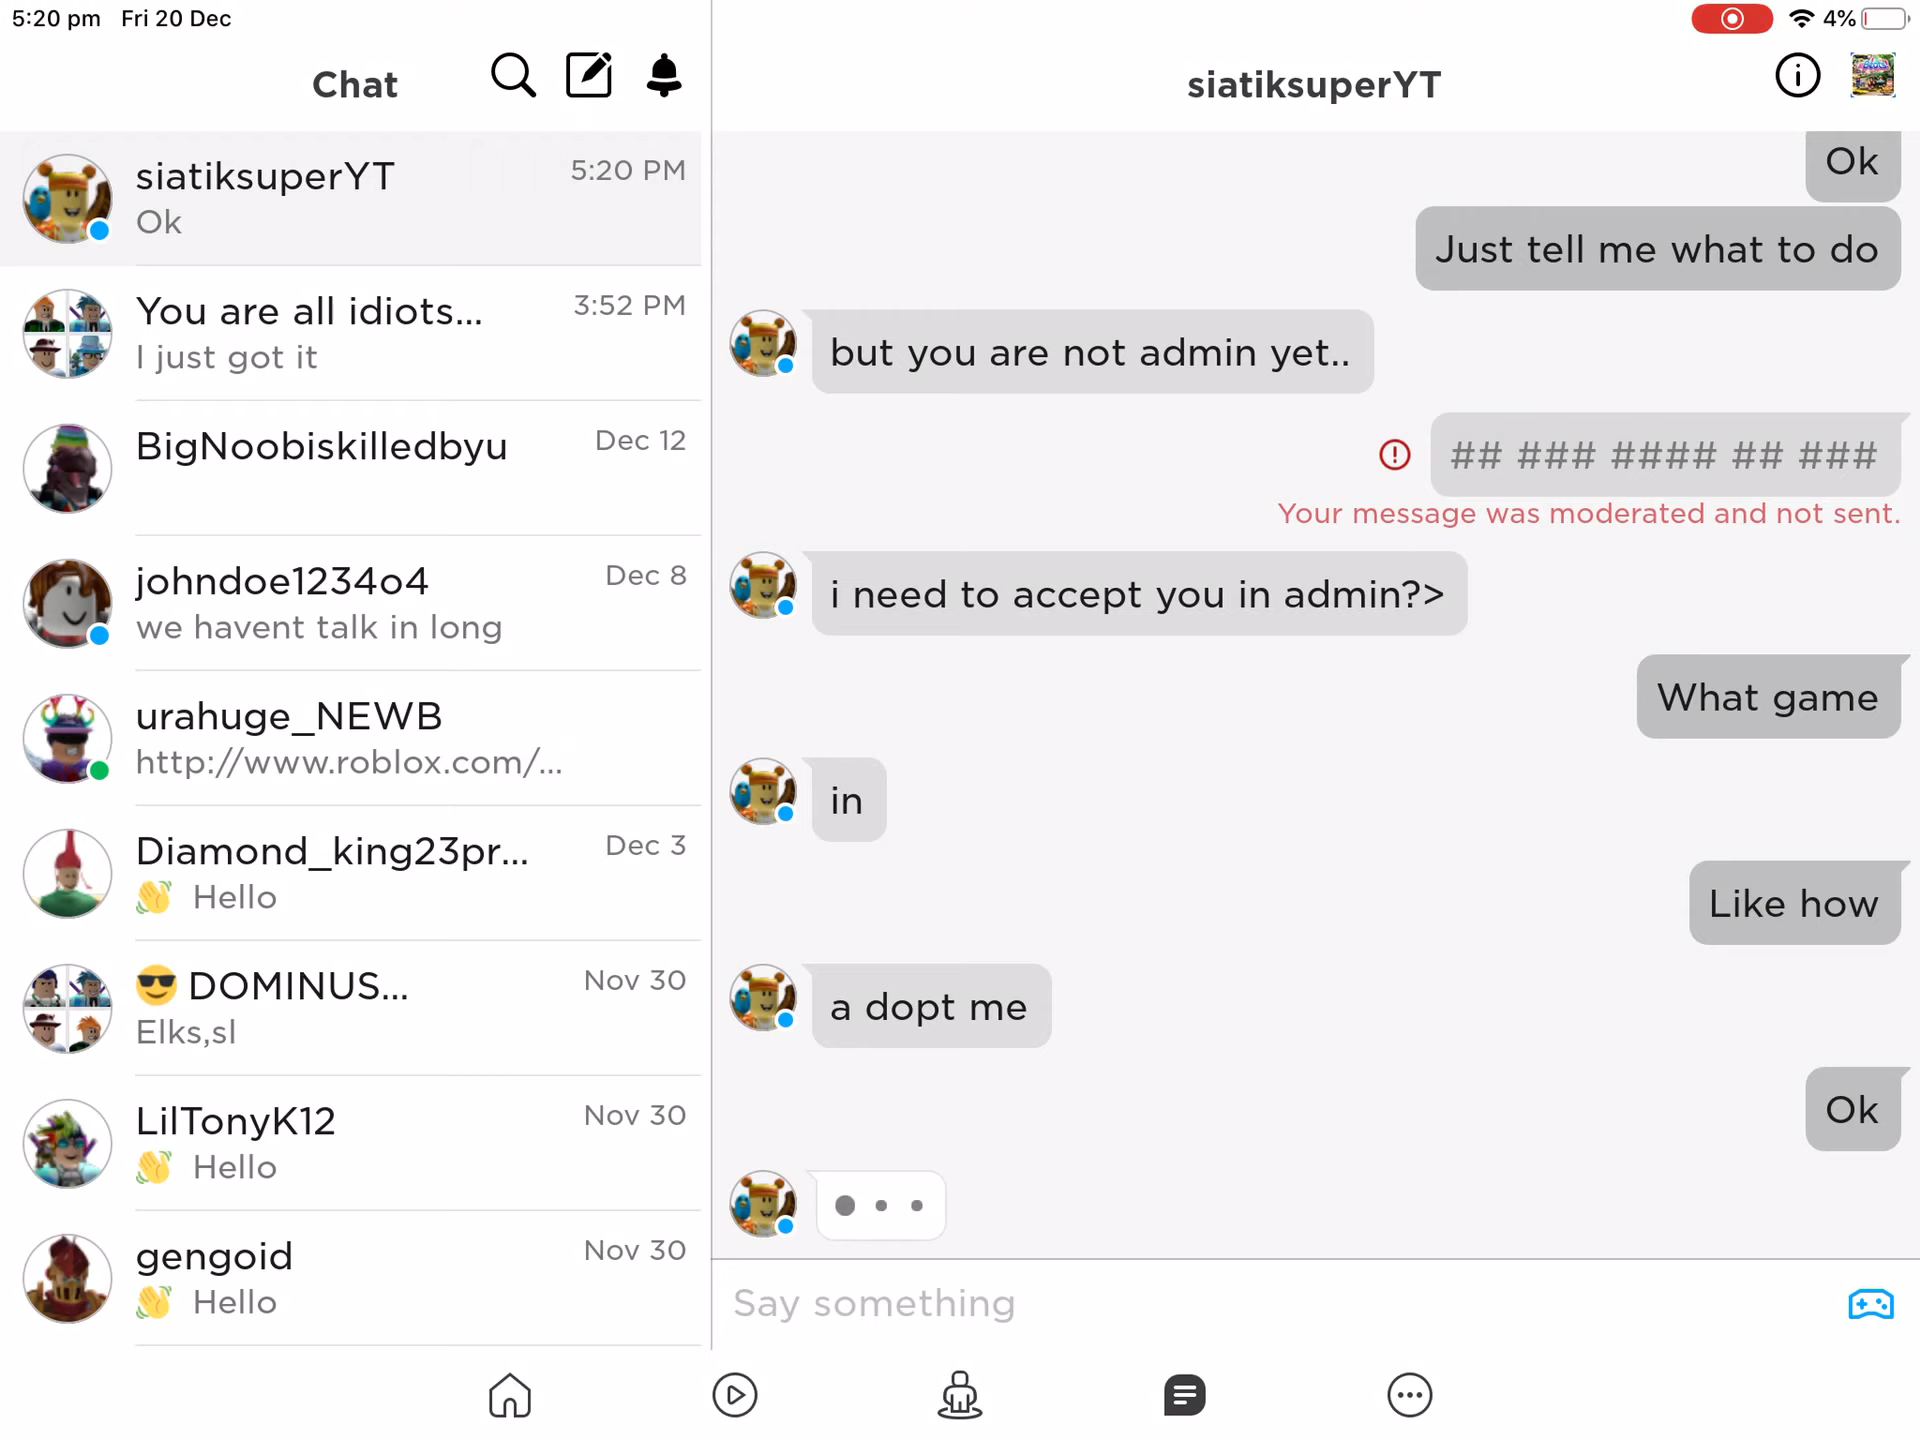 5:20 pm Fri 20 Dec
4%
Chat
siatiksuperYT
siatiksuperYT 5:20 PM
Ok
You are all idiots... 3:52 PM
I just got it
BigNoobiskilledbyu Dec 12
johndoe1234o4 Dec 8
we havent talk in long
urahuge_NEWB
http://www.roblox.com/...
Diamond_king23pr... Dec 3
👋 Hello
😎 DOMINUS... Nov 30
Elks,sl
LilTonyK12 Nov 30
👋 Hello
gengoid Nov 30
👋 Hello
Ok
Just tell me what to do
but you are not admin yet..
## ### #### ## ###
Your message was moderated and not sent.
i need to accept you in admin?>
What game
in
Like how
a dopt me
Ok
Say something